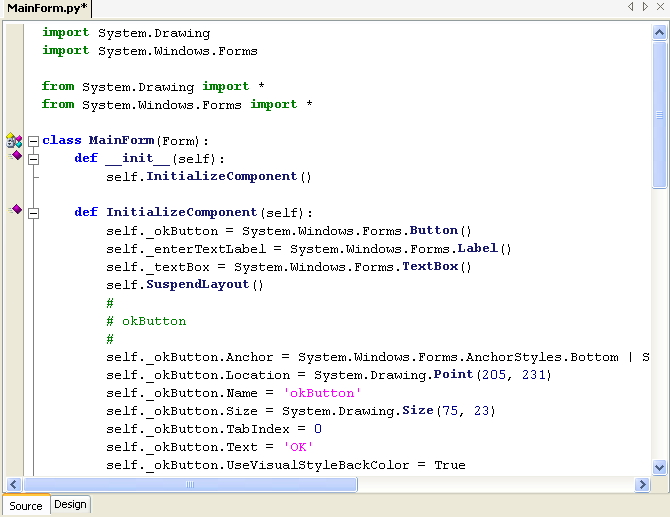 MainForm.py*
import System.Drawing
import System.Windows.Forms
from System.Drawing import *
from System.Windows.Forms import *
class MainForm(Form):
def __init__(self):
self.InitializeComponent()
def InitializeComponent(self):
self._okButton = System.Windows.Forms.Button()
self._enterTextLabel = System.Windows.Forms.Label()
self._textBox = System.Windows.Forms.TextBox()
self.SuspendLayout()
#
# okButton
#
self._okButton.Anchor = System.Windows.Forms.AnchorStyles.Bottom | S
self._okButton.Location = System.Drawing.Point(205, 231)
self._okButton.Name = 'okButton'
self._okButton.Size = System.Drawing.Size(75, 23)
self._okButton.TabIndex = 0
self._okButton.Text = 'OK'
self._okButton.UseVisualStyleBackColor = True
Source Design